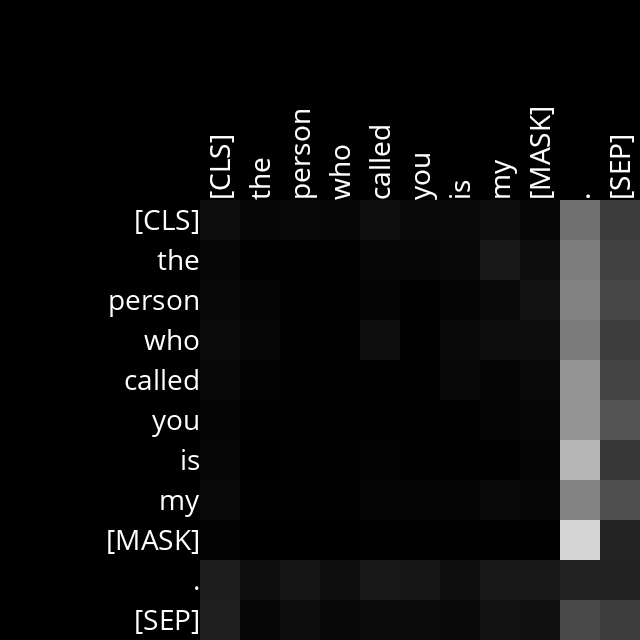 [CLS] the person who called you is my [MASK] . [SEP]
[CLS]
the
person
who
called
you
is
my
[MASK]
.
[SEP]